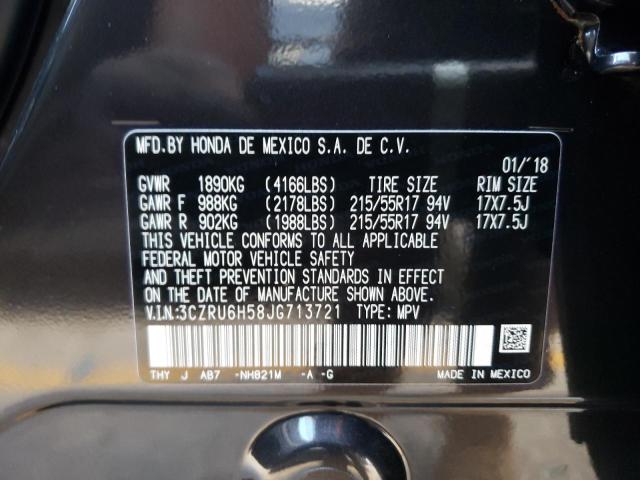 MFD.BY HONDA DE MEXICO S.A. DE C.V.
01/´18
GVWR 1890KG (4166LBS) TIRE SIZE RIM SIZE
GAWR F 988KG (2178LBS) 215/55R17 94V 17X7.5J
GAWR R 902KG (1988LBS) 215/55R17 94V 17X7.5J
THIS VEHICLE CONFORMS TO ALL APPLICABLE
FEDERAL MOTOR VEHICLE SAFETY
AND THEFT PREVENTION STANDARDS IN EFFECT
ON THE DATE OF MANUFACTURE SHOWN ABOVE.
V.IN.:3CZRU6H58JG713721 TYPE: MPV
THY J AB7 -NH821M -A -G MADE IN MEXICO